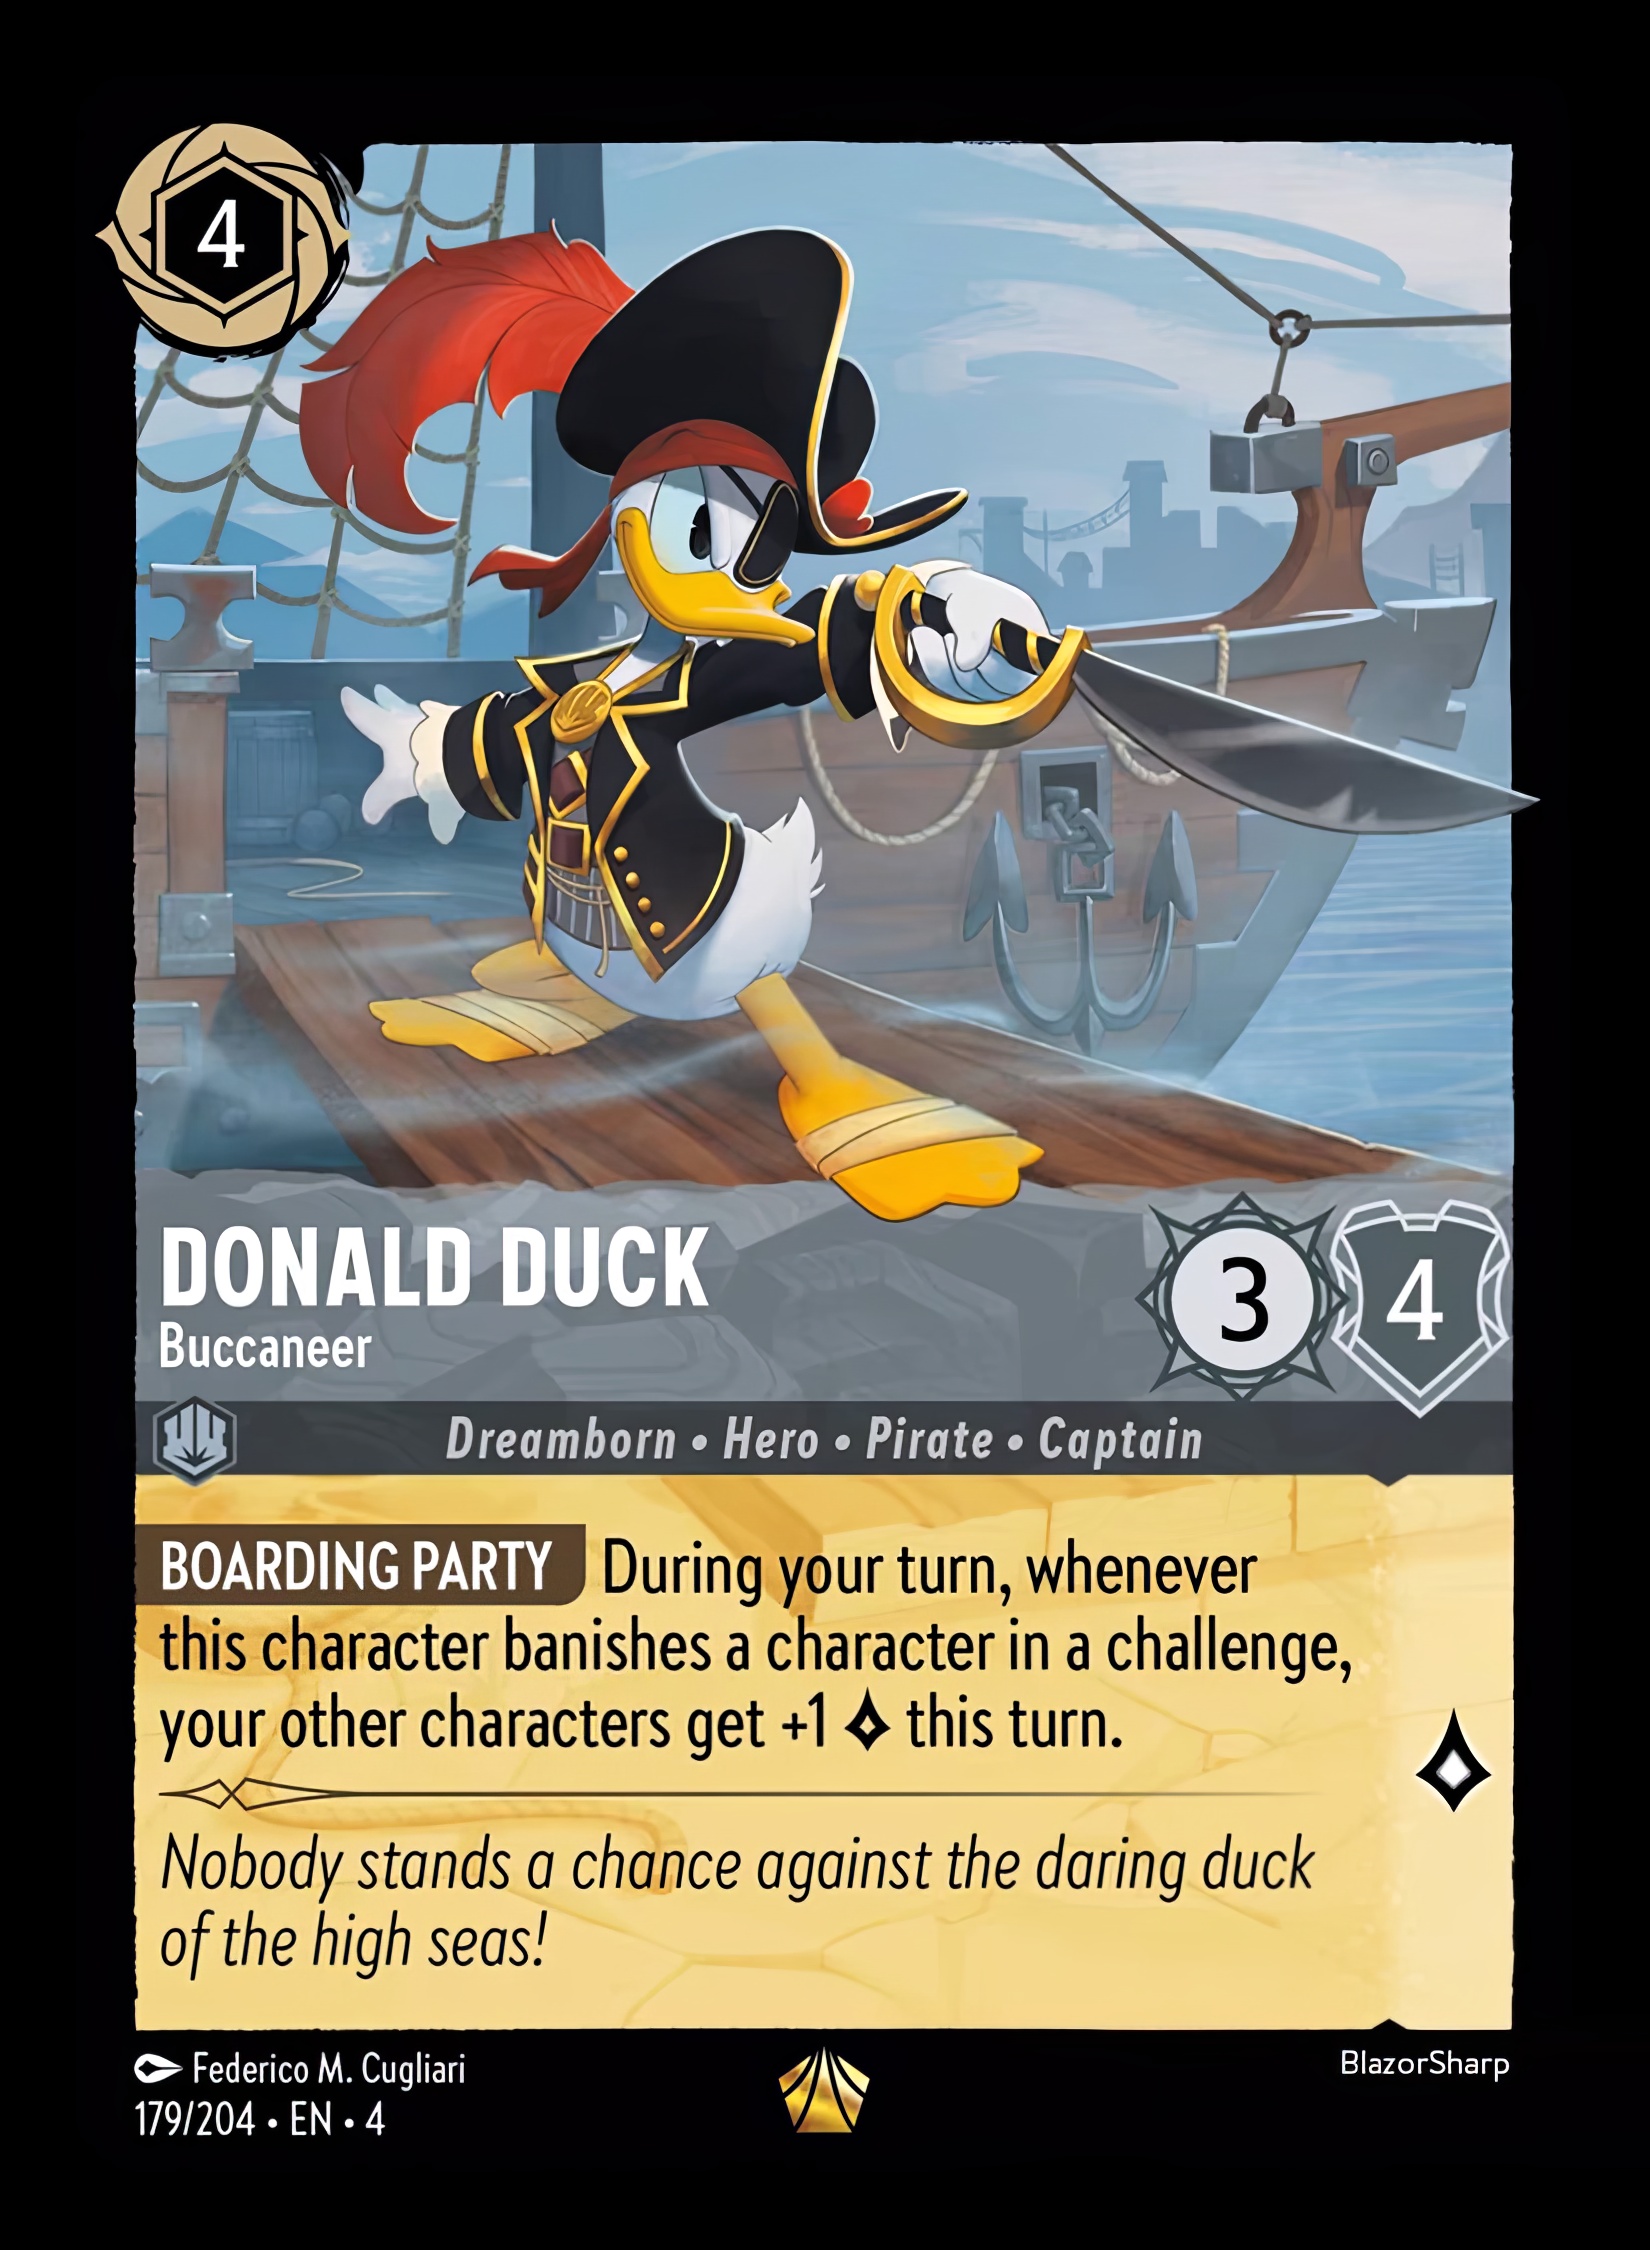 4
DONALD DUCK
Buccaneer
3 4
Dreamborn • Hero • Pirate • Captain
BOARDING PARTY During your turn, whenever
this character banishes a character in a challenge,
your other characters get +1 this turn.
Nobody stands a chance against the daring duck
of the high seas!
Federico M. Cugliari
BlazorSharp
179/204 • EN • 4